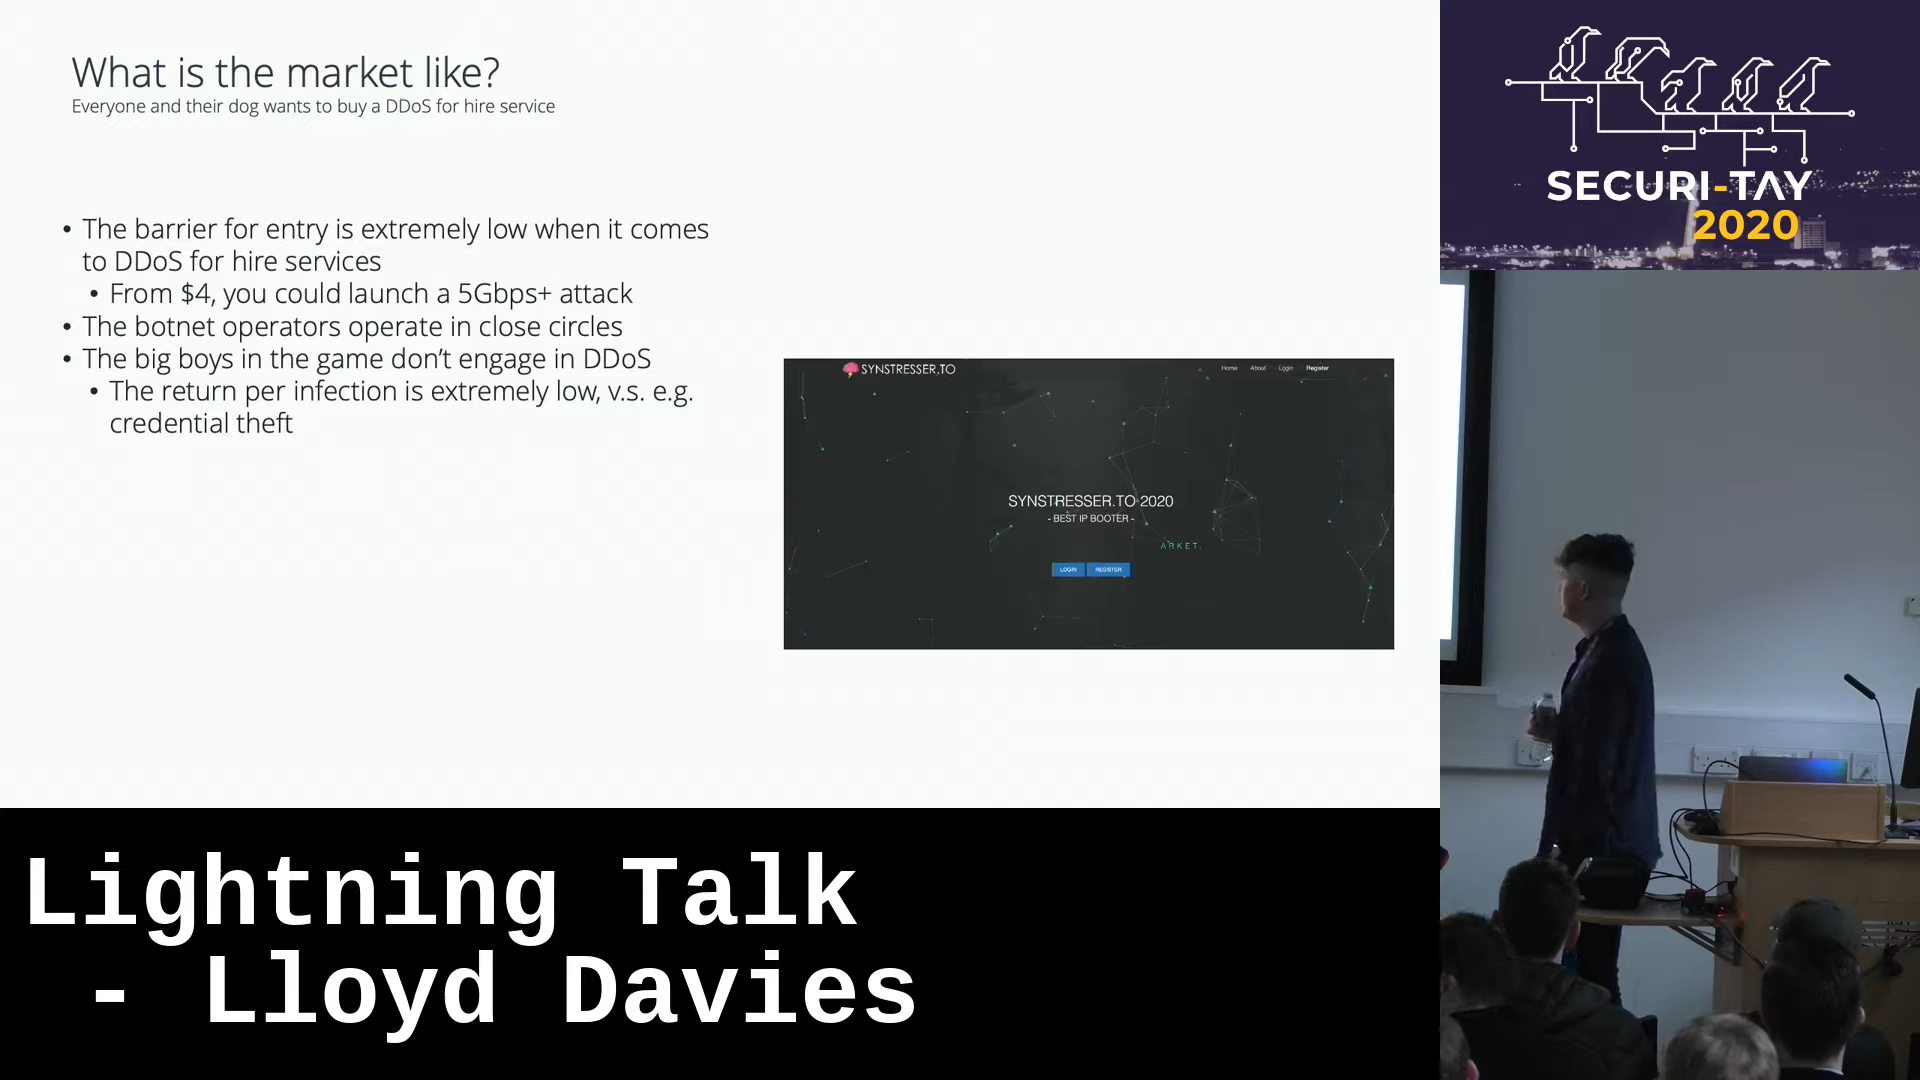 What is the market like?
Everyone and their dog wants to buy a DDoS for hire service
• The barrier for entry is extremely low when it comes
to DDoS for hire services
• From $4, you could launch a 5Gbps+ attack
• The botnet operators operate in close circles
• The big boys in the game don’t engage in DDoS
• The return per infection is extremely low, v.s. e.g.
credential theft
SYNSTRESSER.TO
Home About Login Register
SYNSTRESSER.TO 2020
- BEST IP BOOTER -
ARKET.
LOGIN REGISTER
SECURI-TAY
2020
Lightning Talk
- Lloyd Davies